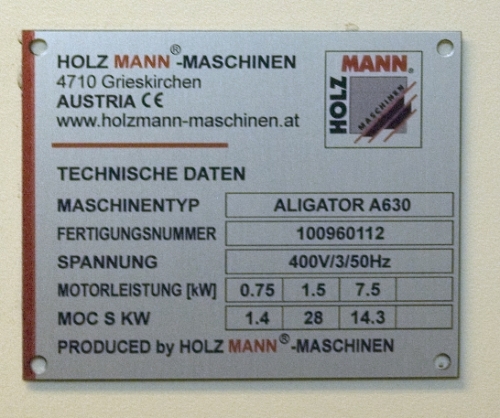 HOLZ MANN®-MASCHINEN
4710 Grieskirchen
AUSTRIA CE
www.holzmann-maschinen.at
HOLZ
MANN®
MASCHINEN
TECHNISCHE DATEN
MASCHINENTYP ALIGATOR A630
FERTIGUNGSNUMMER 100960112
SPANNUNG 400V/3/50Hz
MOTORLEISTUNG [kW] 0.75 1.5 7.5
MOC S KW 1.4 28 14.3
PRODUCED by HOLZ MANN®-MASCHINEN